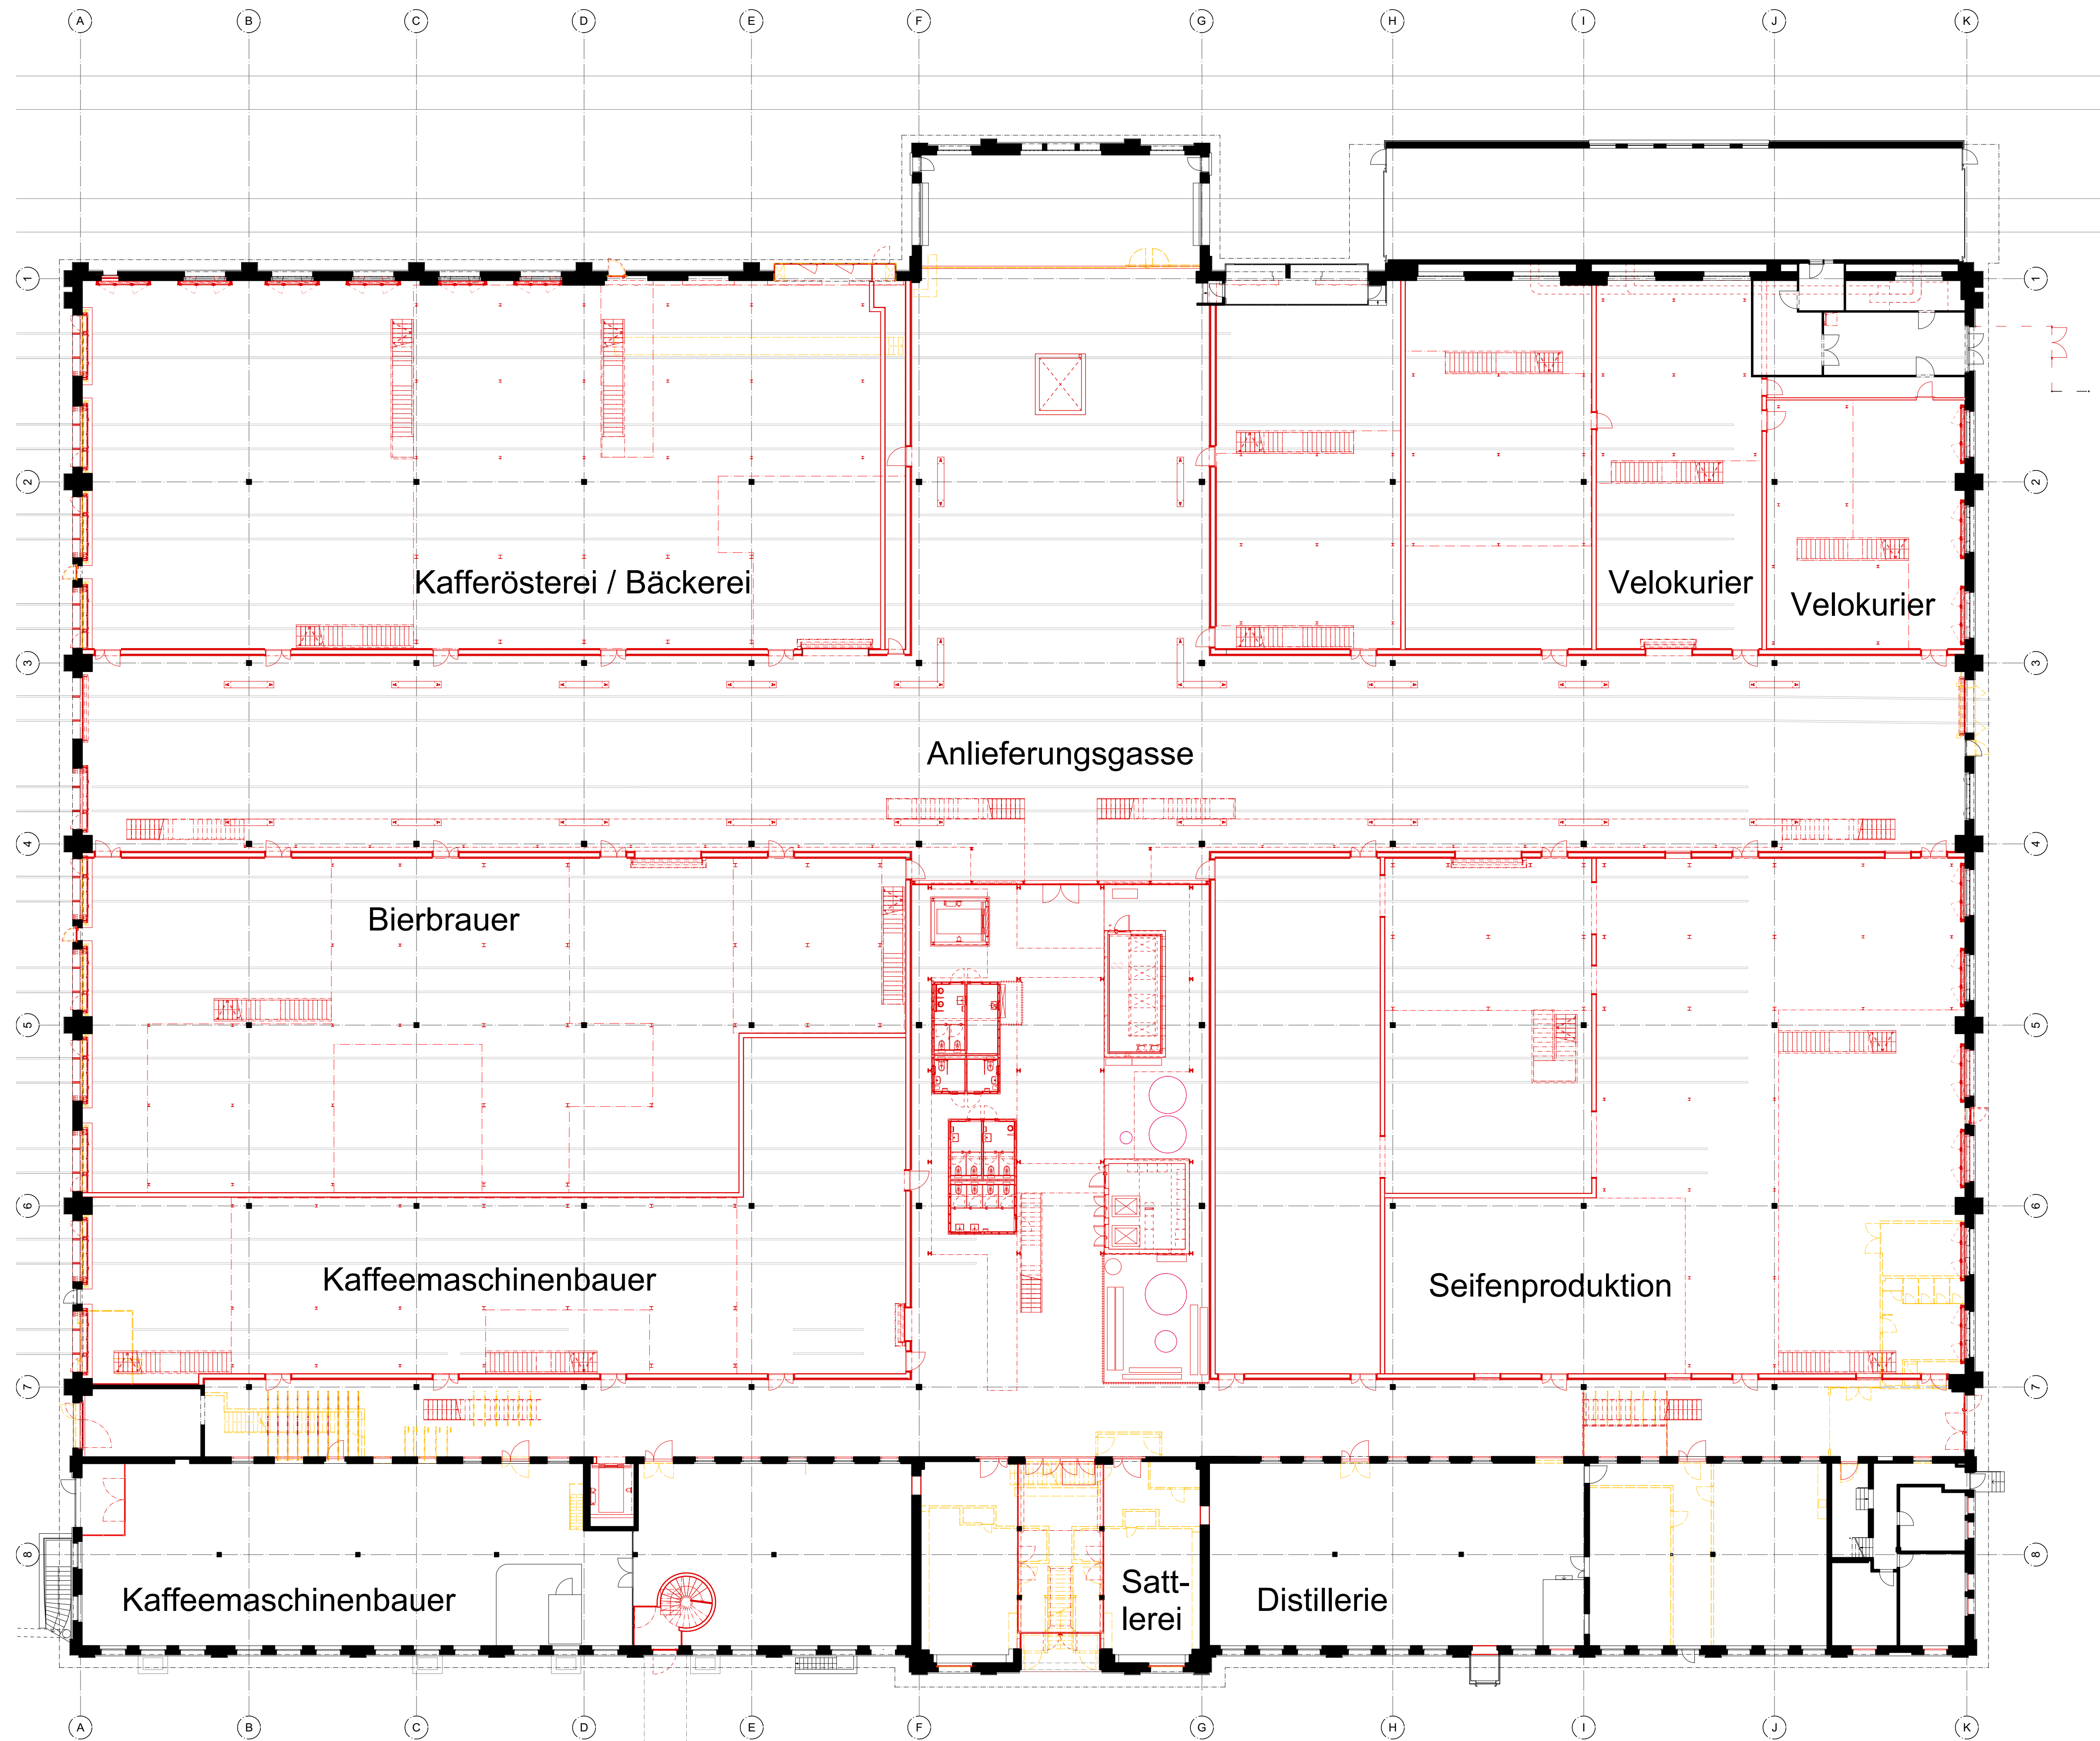 A B C D E F G H I J K
1 1
2 2
Kafferösterei / Bäckerei
Velokurier
Velokurier
3 3
Anlieferungsgasse
4 4
Bierbrauer
5 5
6 6
Kaffeemaschinenbauer
Seifenproduktion
7 7
8 8
Kaffeemaschinenbauer
Satt-
lerei
Distillerie
A B C D E F G H I J K